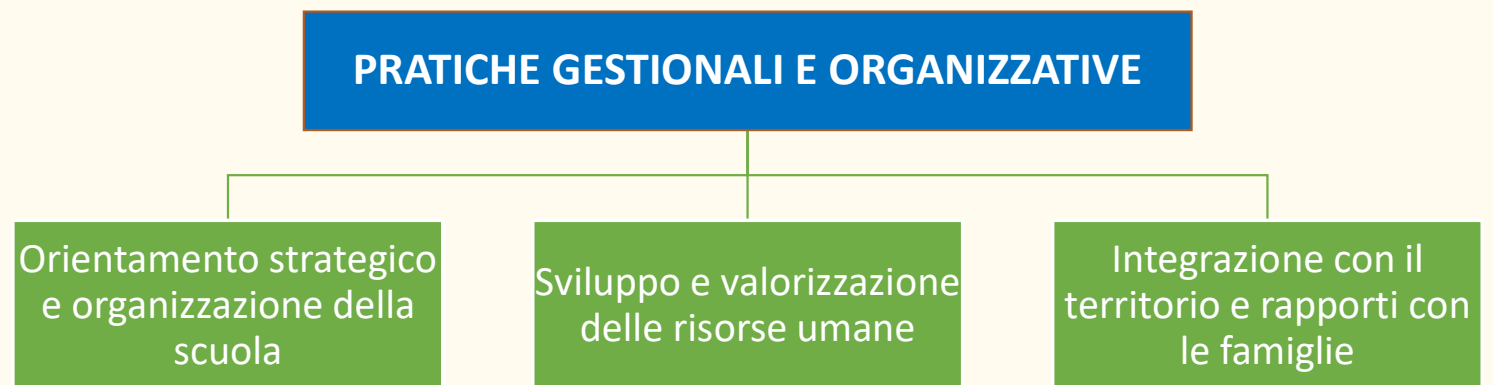 PRATICHE GESTIONALI E ORGANIZZATIVE
Orientamento strategico
e organizzazione della
scuola
Sviluppo e valorizzazione
delle risorse umane
Integrazione con il
territorio e rapporti con
le famiglie